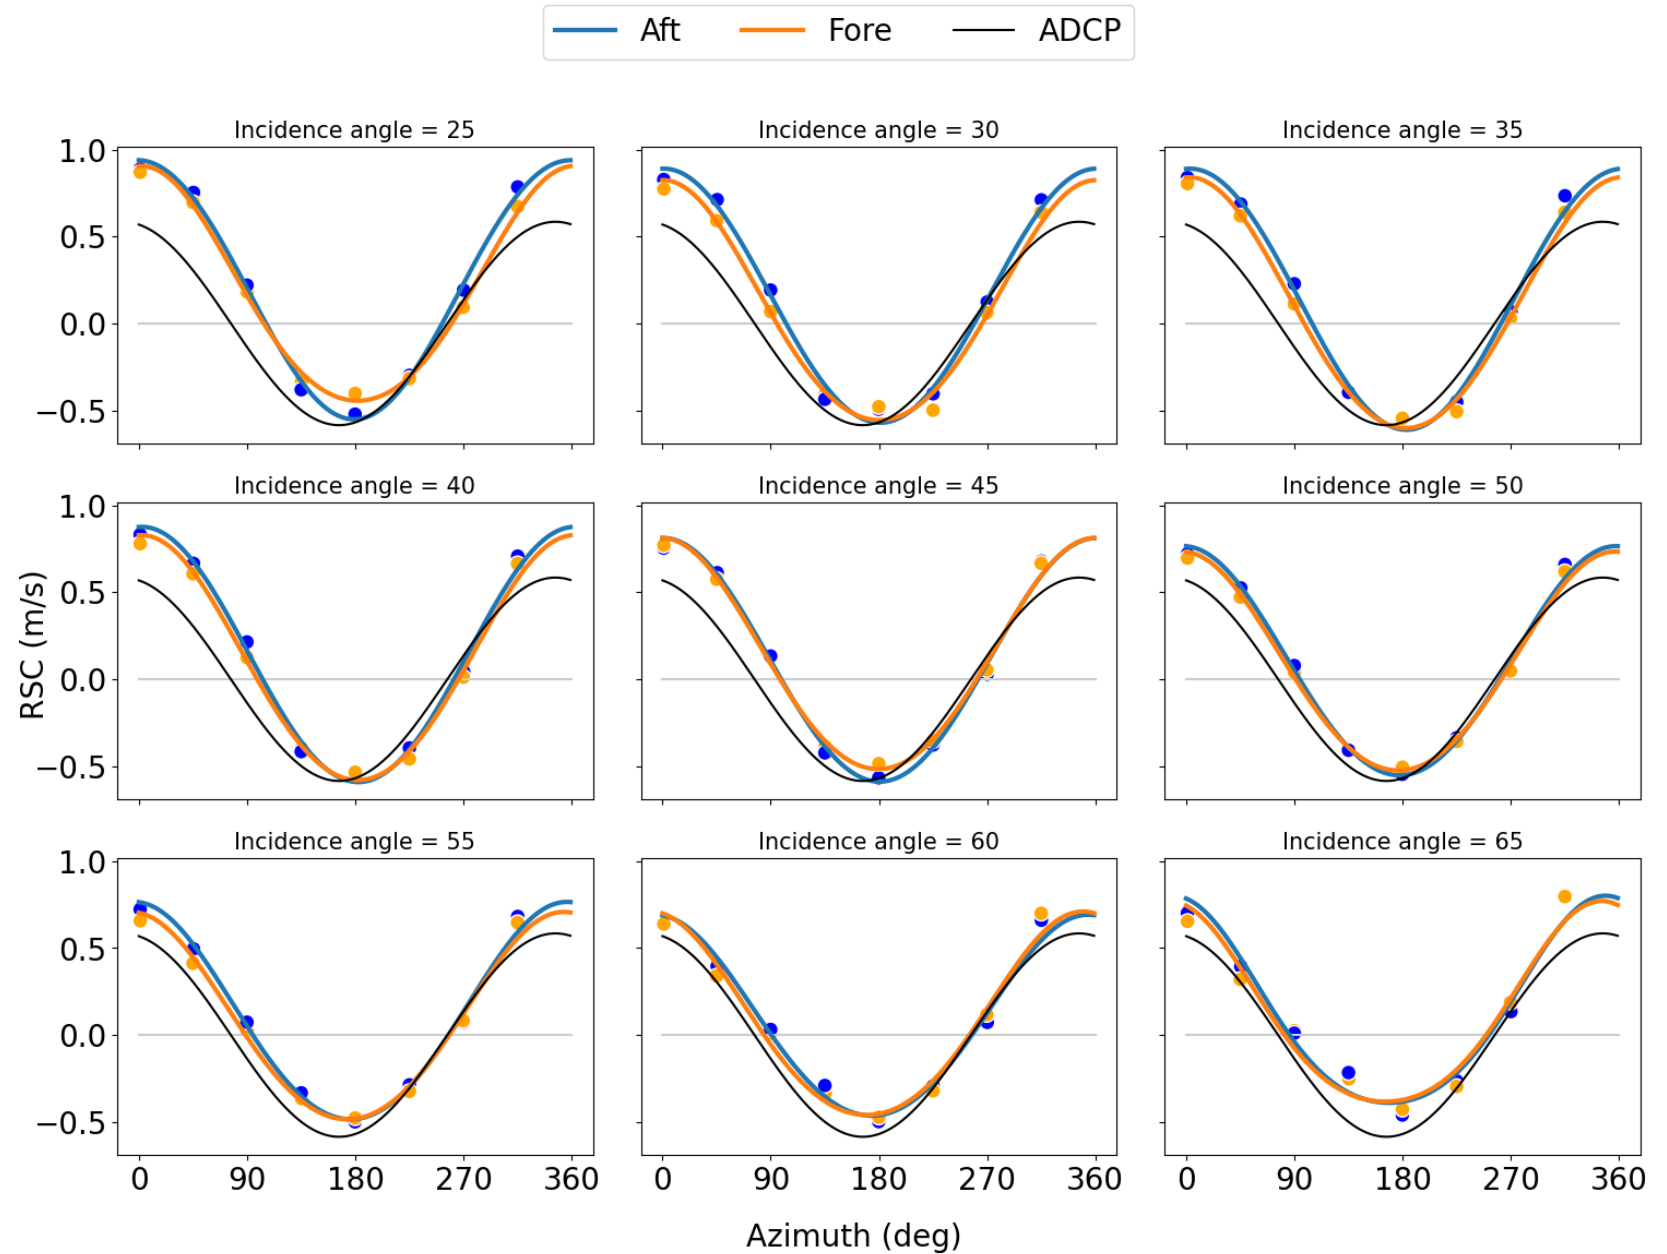 Aft Fore ADCP
Incidence angle = 25 Incidence angle = 30 Incidence angle = 35
1.0
0.5
0.0
−0.5
Incidence angle = 40 Incidence angle = 45 Incidence angle = 50
1.0
0.5
0.0
−0.5
RSC (m/s)
Incidence angle = 55 Incidence angle = 60 Incidence angle = 65
1.0
0.5
0.0
−0.5
0 90 180 270 360 0 90 180 270 360 0 90 180 270 360
Azimuth (deg)